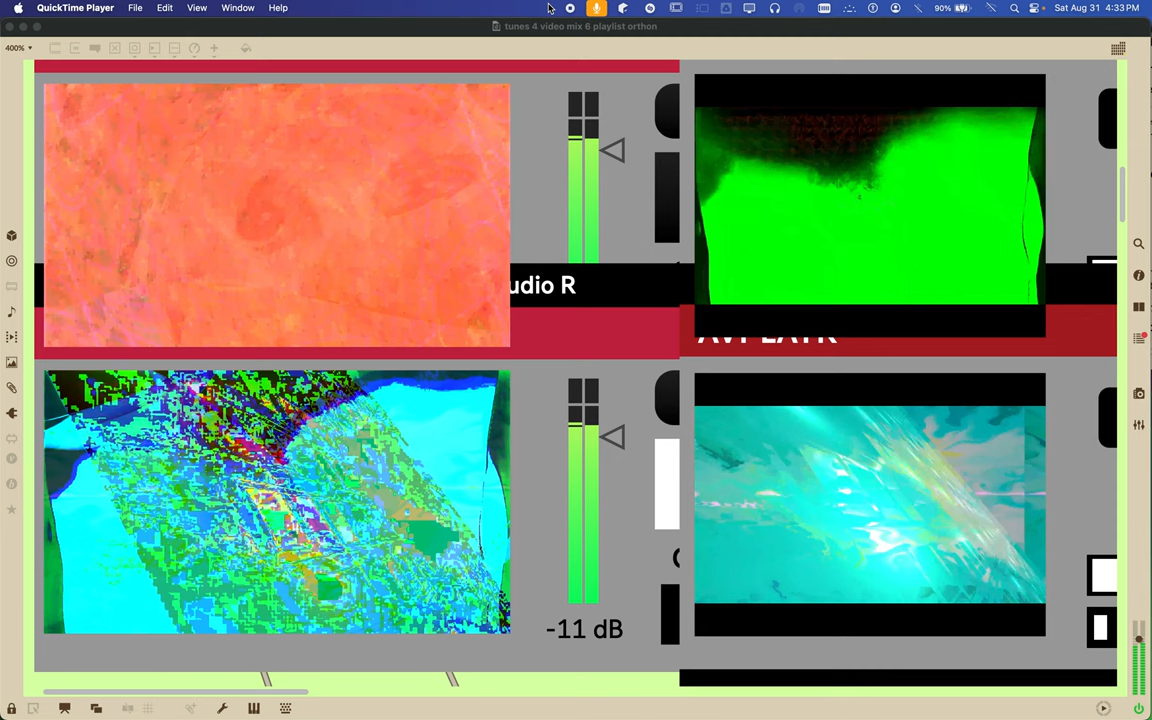 QuickTime Player File Edit View Window Help
90%
Sat Aug 31 4:33 PM
tunes 4 video mix 6 playlist orthon
400%
udio R
-11 dB